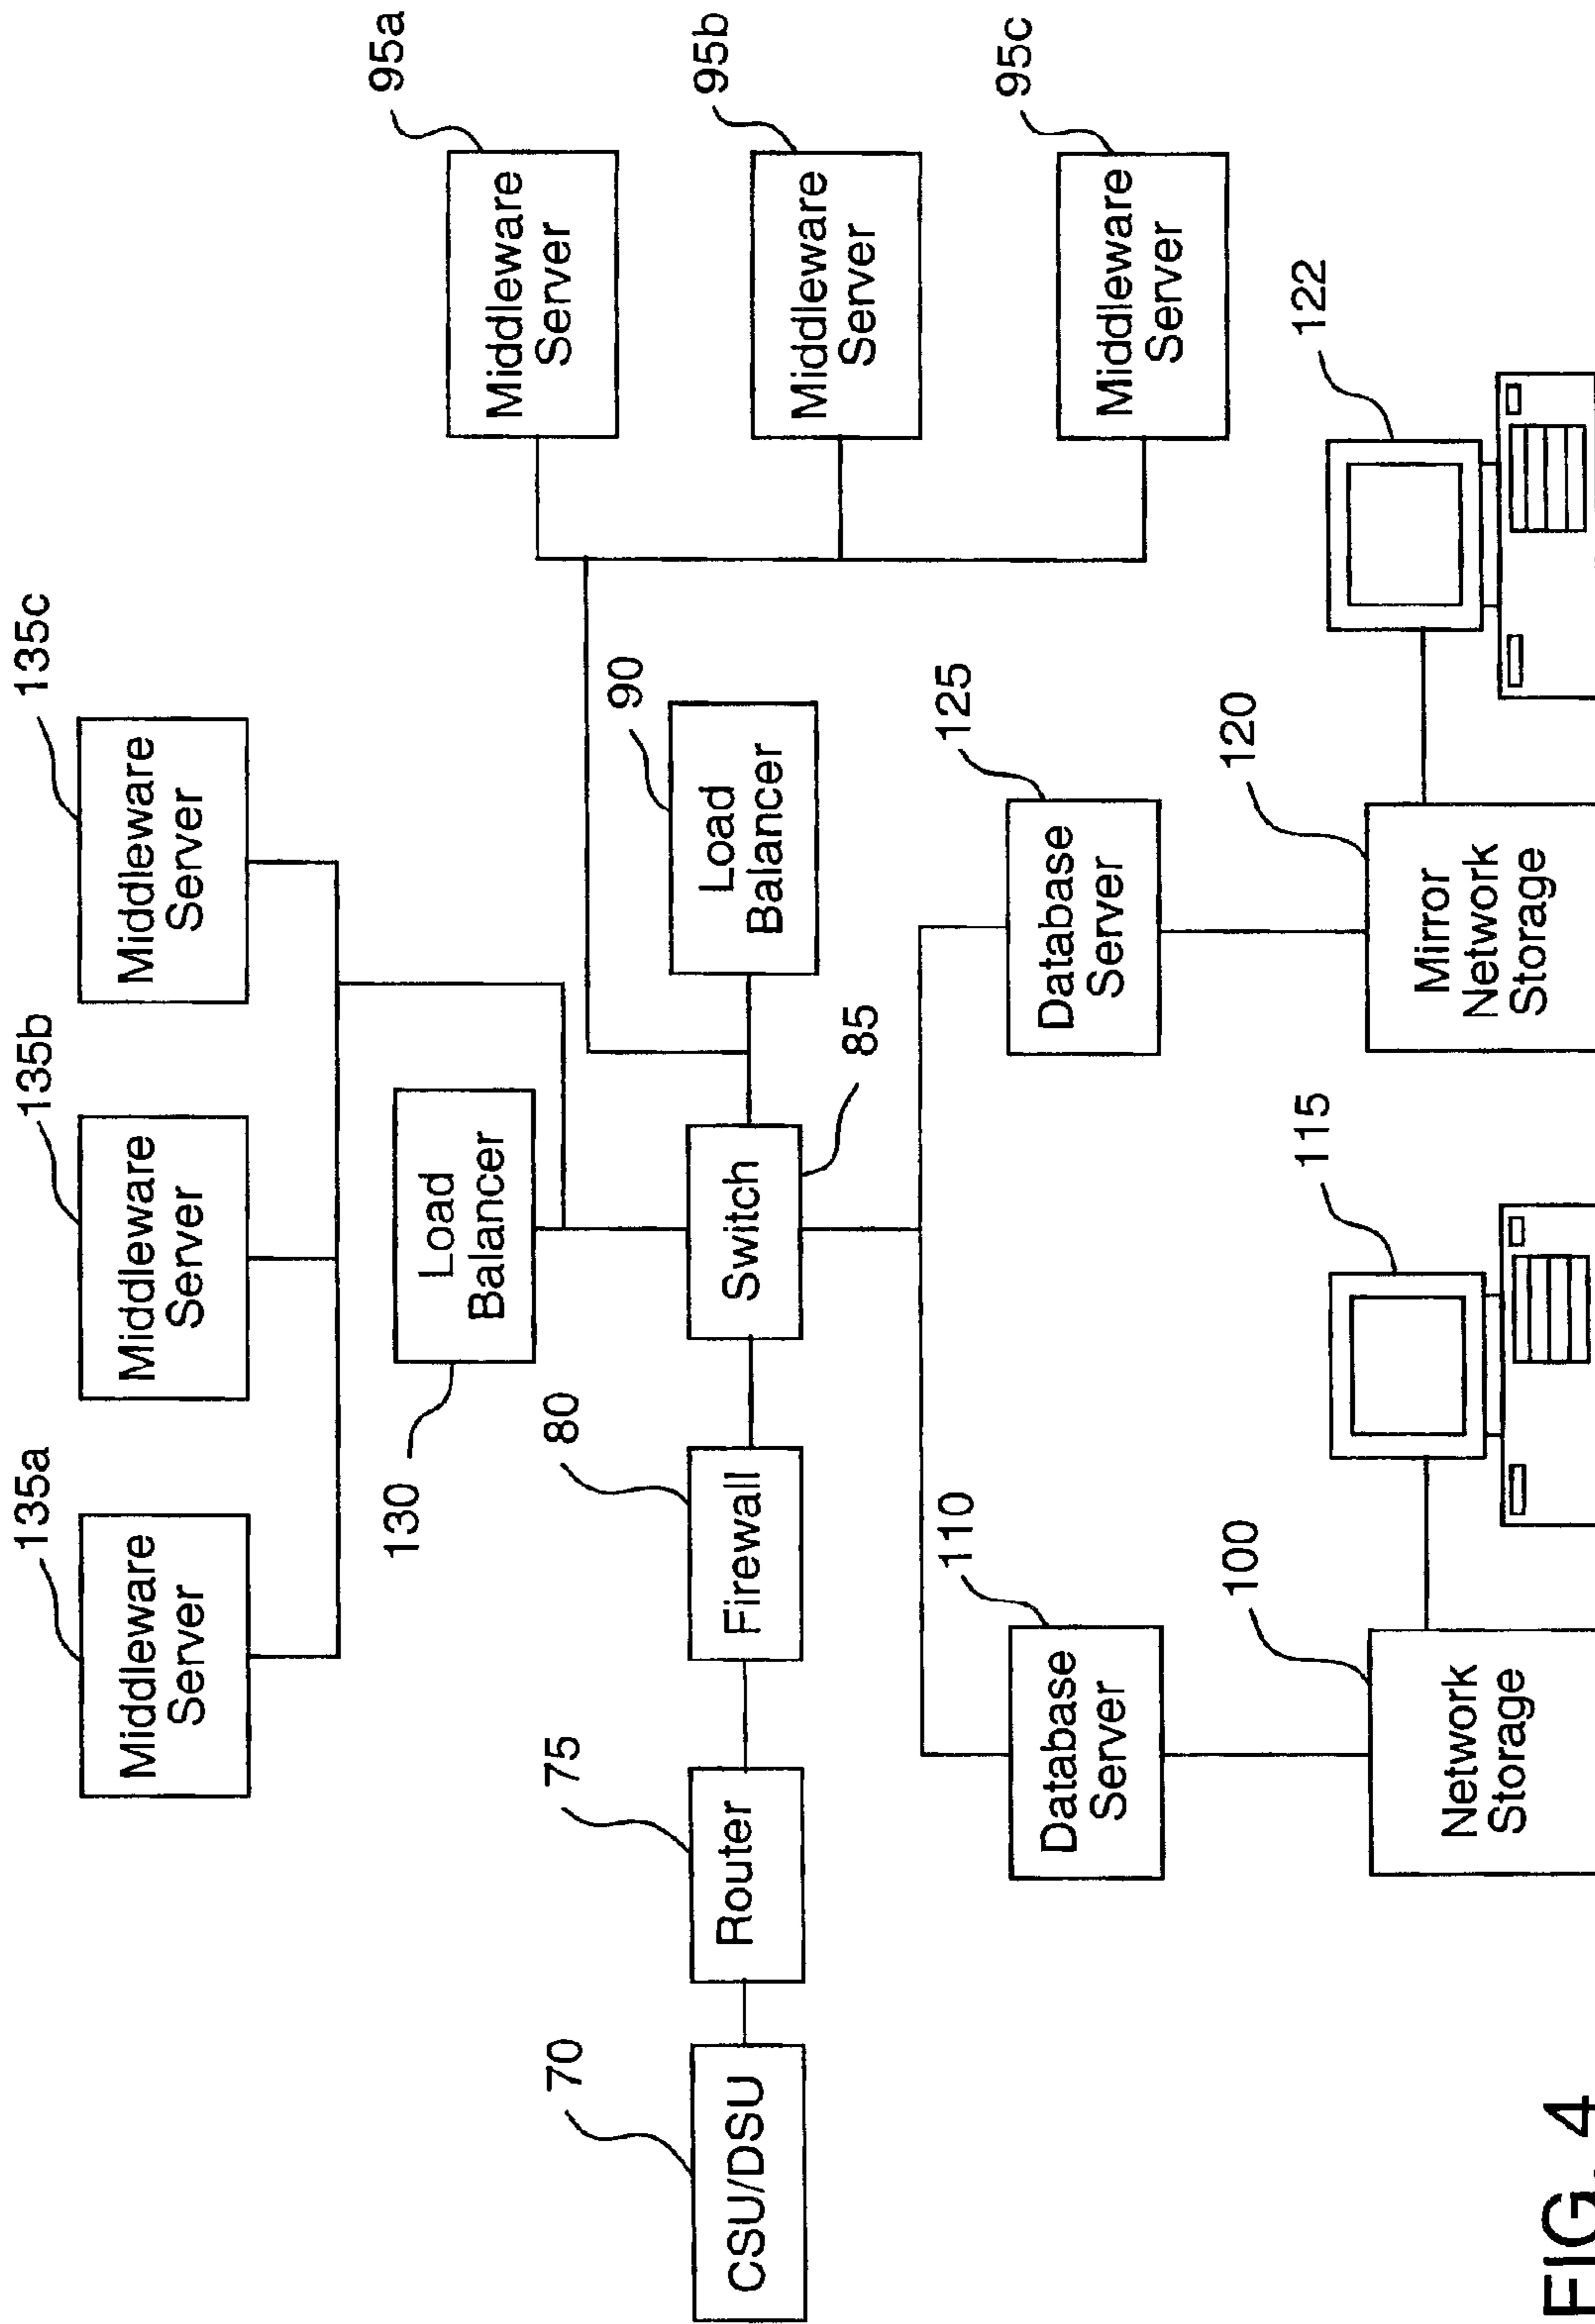 135a
135b
135c
Middleware
Server
Middleware
Server
Middleware
Server
95a
Middleware
Server
130
Load
Balancer
90
Load
Balancer
95b
Middleware
Server
70
75
80
CSU/DSU
Router
Firewall
Switch
85
95c
Middleware
Server
110
Database
Server
125
Database
Server
100
Network
Storage
115
120
Mirror
Network
Storage
122
FIG. 4